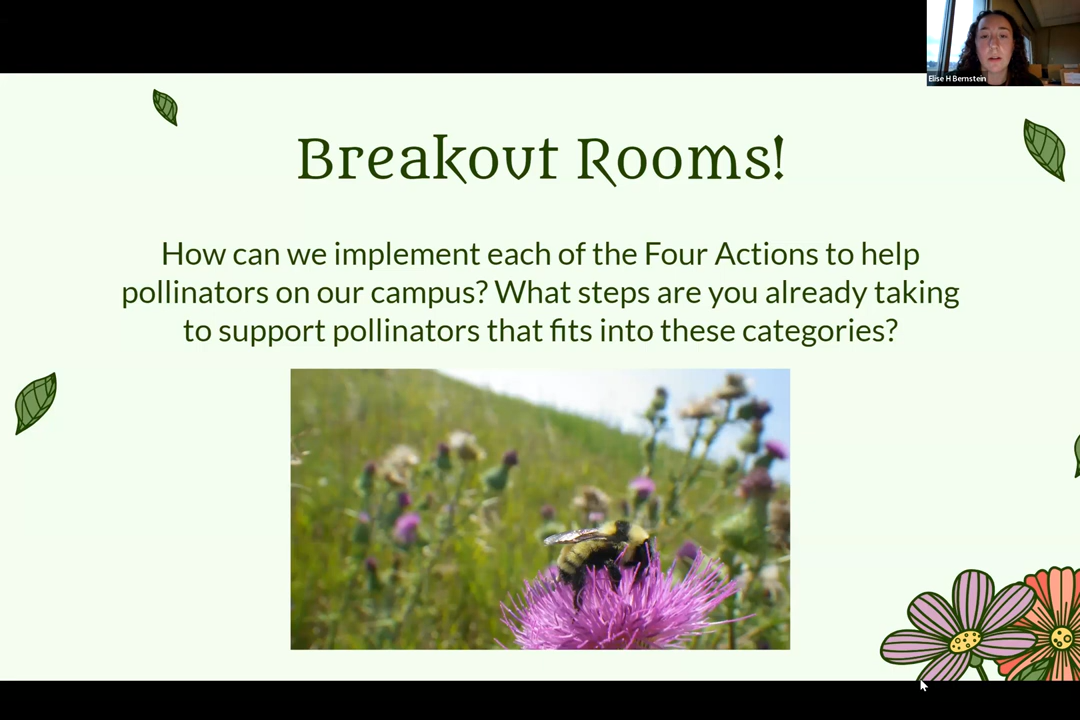 Elise H Bernstein
Breakout Rooms!
How can we implement each of the Four Actions to help
pollinators on our campus? What steps are you already taking
to support pollinators that fits into these categories?